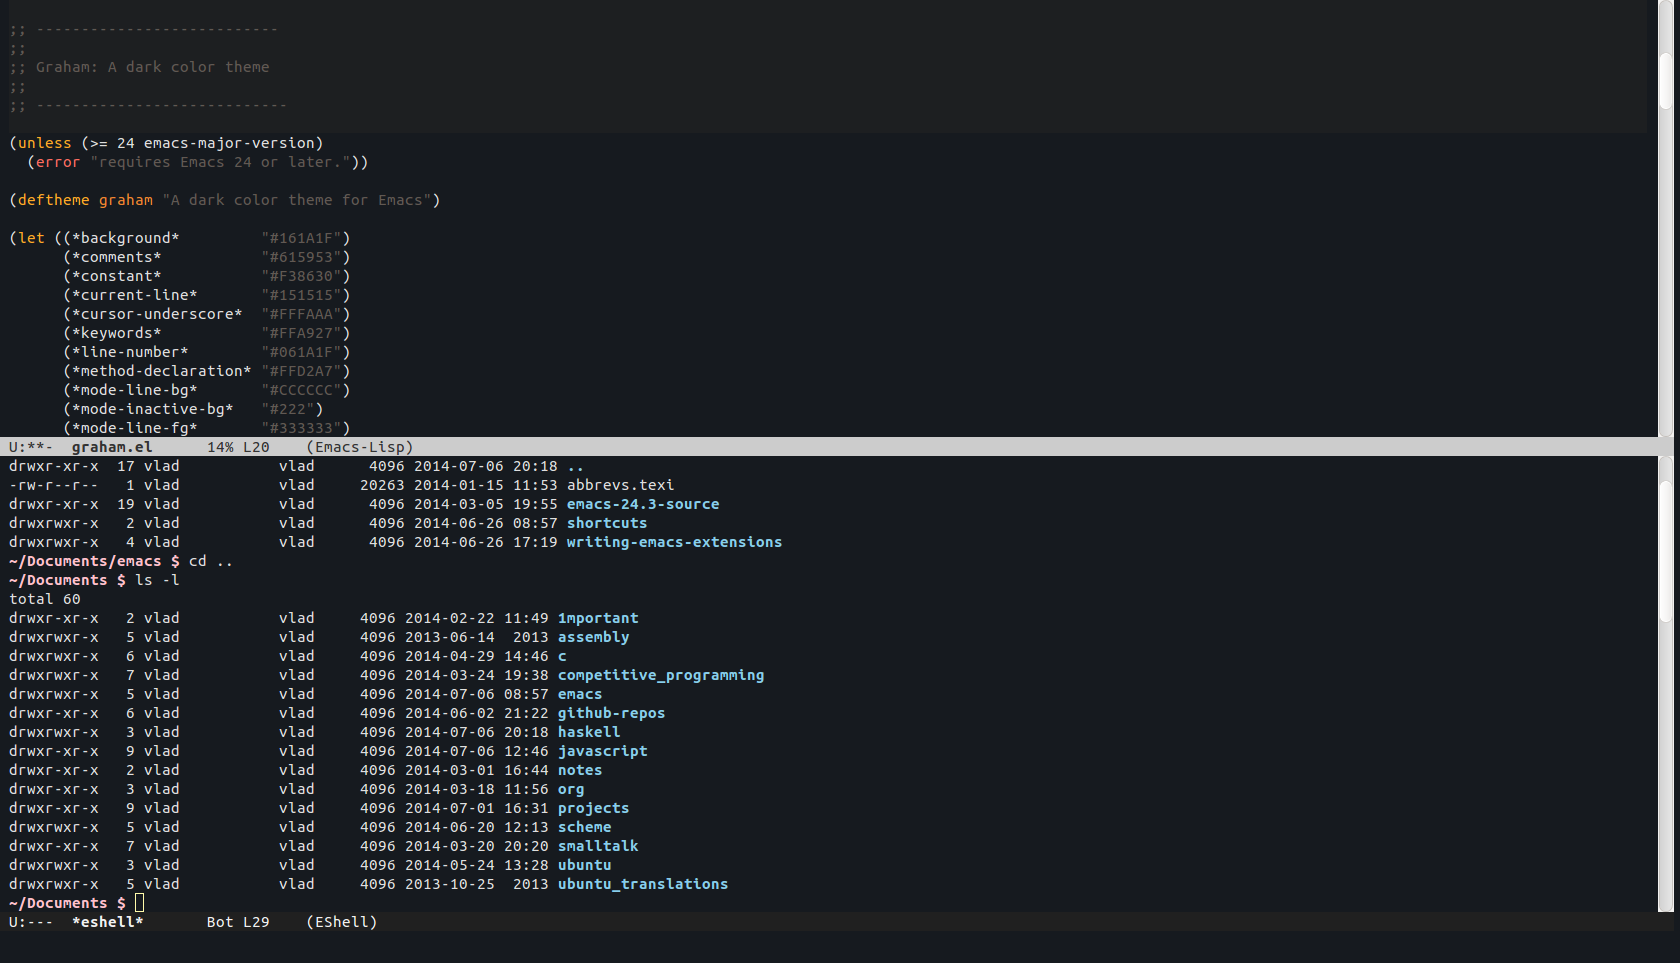 ;; ---------------------------
;;
;; Graham: A dark color theme
;;
;; ----------------------------
(unless (>= 24 emacs-major-version)
  (error "requires Emacs 24 or later."))
(deftheme graham "A dark color theme for Emacs")
(let ((*background*         "#161A1F")
      (*comments*           "#615953")
      (*constant*           "#F38630")
      (*current-line*       "#151515")
      (*cursor-underscore*  "#FFFAAA")
      (*keywords*           "#FFA927")
      (*line-number*        "#061A1F")
      (*method-declaration* "#FFD2A7")
      (*mode-line-bg*       "#CCCCCC")
      (*mode-inactive-bg*   "#222")
      (*mode-line-fg*       "#333333")
U:**-  graham.el      14% L20    (Emacs-Lisp)
drwxr-xr-x  17 vlad           vlad      4096 2014-07-06 20:18 ..
-rw-r--r--   1 vlad           vlad     20263 2014-01-15 11:53 abbrevs.texi
drwxr-xr-x  19 vlad           vlad      4096 2014-03-05 19:55 emacs-24.3-source
drwxrwxr-x   2 vlad           vlad      4096 2014-06-26 08:57 shortcuts
drwxrwxr-x   4 vlad           vlad      4096 2014-06-26 17:19 writing-emacs-extensions
~/Documents/emacs $ cd ..
~/Documents $ ls -l
total 60
drwxr-xr-x   2 vlad           vlad     4096 2014-02-22 11:49 1mportant
drwxrwxr-x   5 vlad           vlad     4096 2013-06-14  2013 assembly
drwxrwxr-x   6 vlad           vlad     4096 2014-04-29 14:46 c
drwxrwxr-x   7 vlad           vlad     4096 2014-03-24 19:38 competitive_programming
drwxrwxr-x   5 vlad           vlad     4096 2014-07-06 08:57 emacs
drwxr-xr-x   6 vlad           vlad     4096 2014-06-02 21:22 github-repos
drwxrwxr-x   3 vlad           vlad     4096 2014-07-06 20:18 haskell
drwxr-xr-x   9 vlad           vlad     4096 2014-07-06 12:46 javascript
drwxr-xr-x   2 vlad           vlad     4096 2014-03-01 16:44 notes
drwxr-xr-x   3 vlad           vlad     4096 2014-03-18 11:56 org
drwxr-xr-x   9 vlad           vlad     4096 2014-07-01 16:31 projects
drwxrwxr-x   5 vlad           vlad     4096 2014-06-20 12:13 scheme
drwxr-xr-x   7 vlad           vlad     4096 2014-03-20 20:20 smalltalk
drwxrwxr-x   3 vlad           vlad     4096 2014-05-24 13:28 ubuntu
drwxrwxr-x   5 vlad           vlad     4096 2013-10-25  2013 ubuntu_translations
~/Documents $
U:---  *eshell*       Bot L29    (EShell)